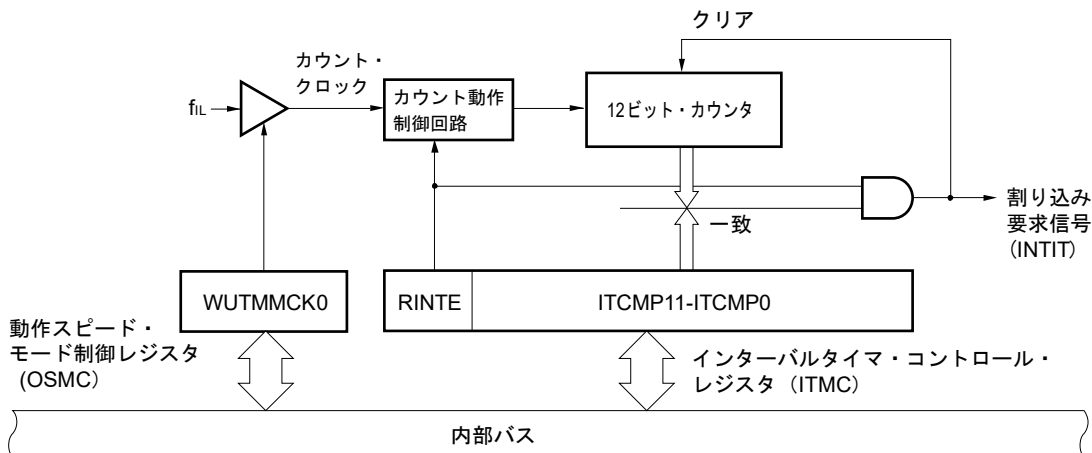 クリア
カウント・
クロック
fIL
カウント動作
制御回路
12ビット・カウンタ
一致
割り込み
要求信号
(INTIT)
WUTMMCK0
RINTE
ITCMP11-ITCMP0
動作スピード・
モード制御レジスタ
(OSMC)
インターバルタイマ・コントロール・
レジスタ (ITMC)
内部バス